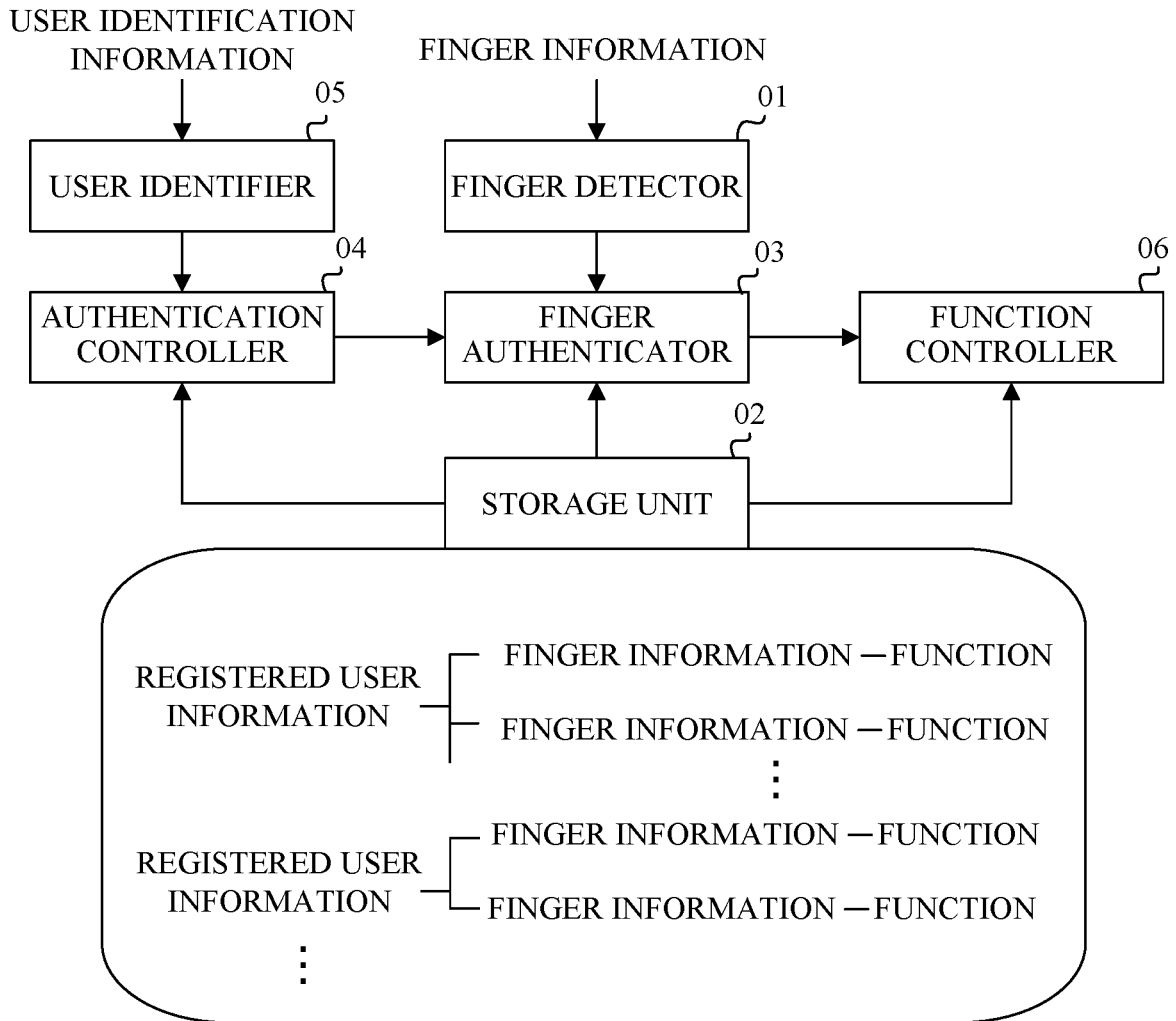 USER IDENTIFICATION
INFORMATION
FINGER INFORMATION
05
01
USER IDENTIFIER
FINGER DETECTOR
04
03
06
AUTHENTICATION
CONTROLLER
FINGER
AUTHENTICATOR
FUNCTION
CONTROLLER
02
STORAGE UNIT
REGISTERED USER
INFORMATION
FINGER INFORMATION — FUNCTION
FINGER INFORMATION — FUNCTION
⋮
REGISTERED USER
INFORMATION
FINGER INFORMATION — FUNCTION
FINGER INFORMATION — FUNCTION
⋮